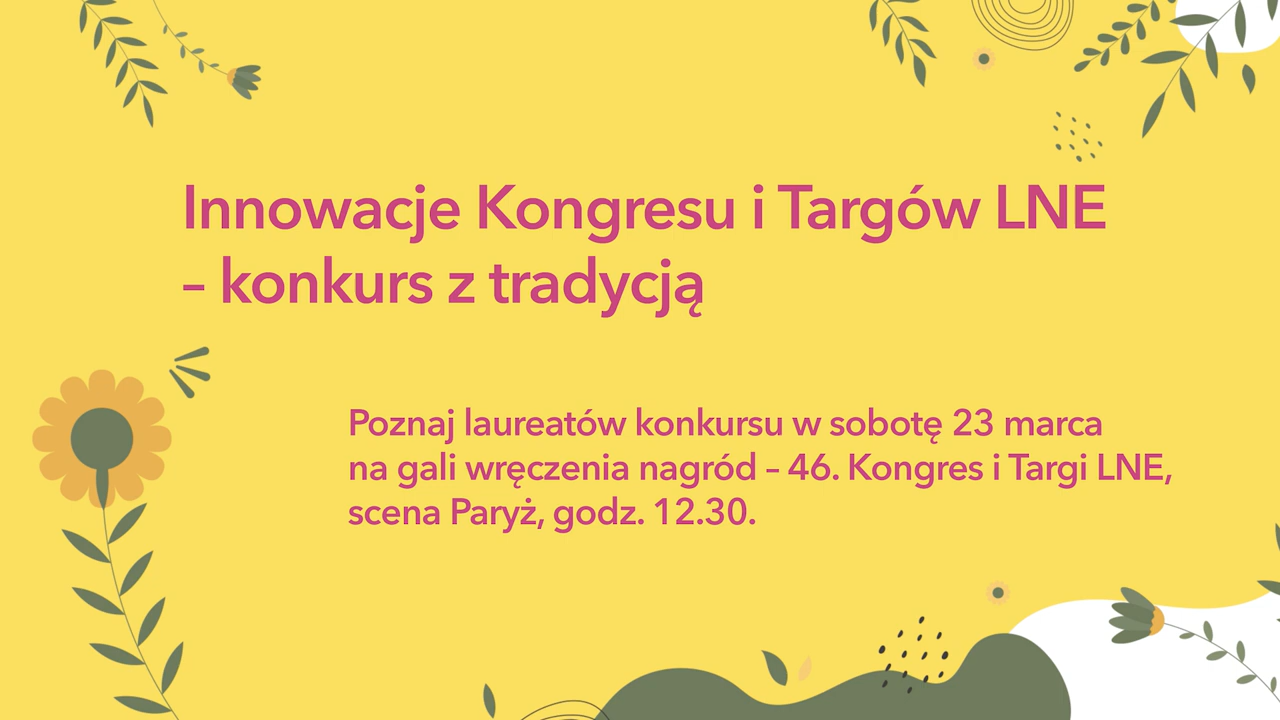 Innowacje Kongresu i Targów LNE
– konkurs z tradycją
Poznaj laureatów konkursu w sobotę 23 marca
na gali wręczenia nagród – 46. Kongres i Targi LNE,
scena Paryż, godz. 12.30.